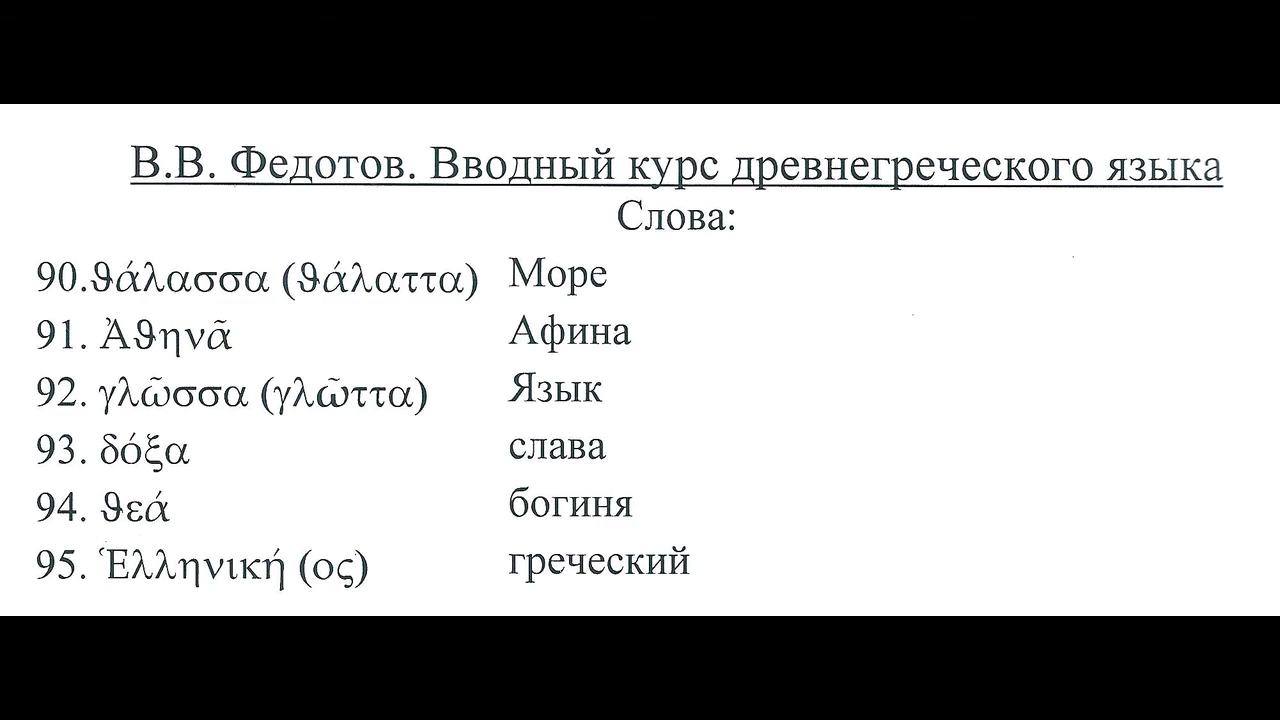 В.В. Федотов. Вводный курс древнегреческого языка
Слова:
90.ϑάλασσα (ϑάλαττα) Море
91. Ἀϑηνᾶ Афина
92. γλῶσσα (γλῶττα) Язык
93. δόξα слава
94. ϑεά богиня
95. Ἑλληνική (ος) греческий